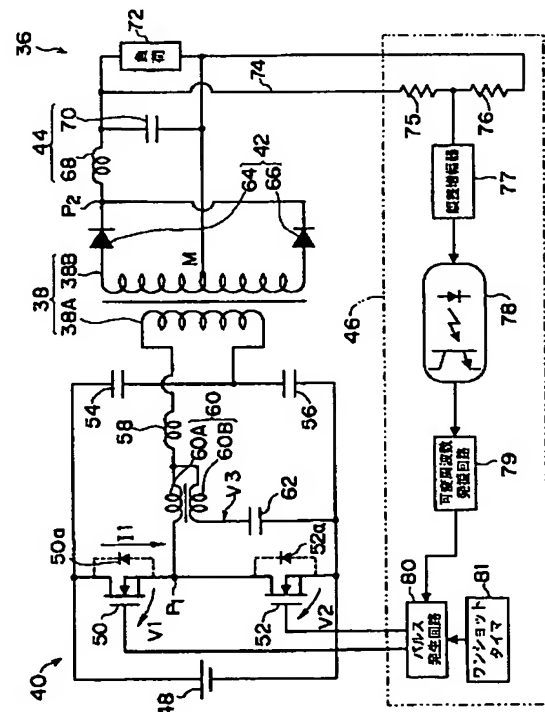 36
72
負荷
74
44
70
68
42
64
66
P2
M
38
38B
38A
75
76
誤差増幅器
77
46
78
54
56
58
60
60A
60B
V3
62
可変周波数
発振回路
79
50a
I1
52a
50
P1
52
V1
V2
80
パルス
発生回路
81
ワンショット
タイマ
40
48